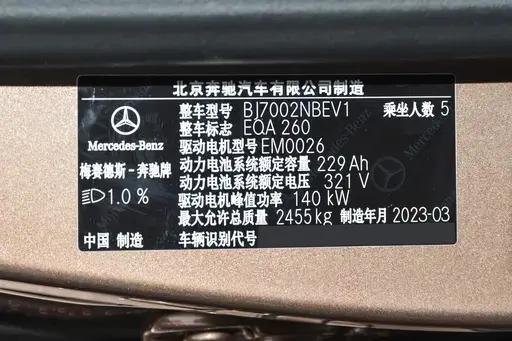 北京奔驰汽车有限公司制造
整车型号 BJ7002NBEV1 乘坐人数 5
整车标志 EQA 260
驱动电机型号 EM0026
Mercedes-Benz
动力电池系统额定容量 229 Ah
梅赛德斯-奔驰牌
动力电池系统额定电压 321 V
1.0 %
驱动电机峰值功率 140 kW
最大允许总质量 2455 kg 制造年月 2023-03
中国 制造
车辆识别代号